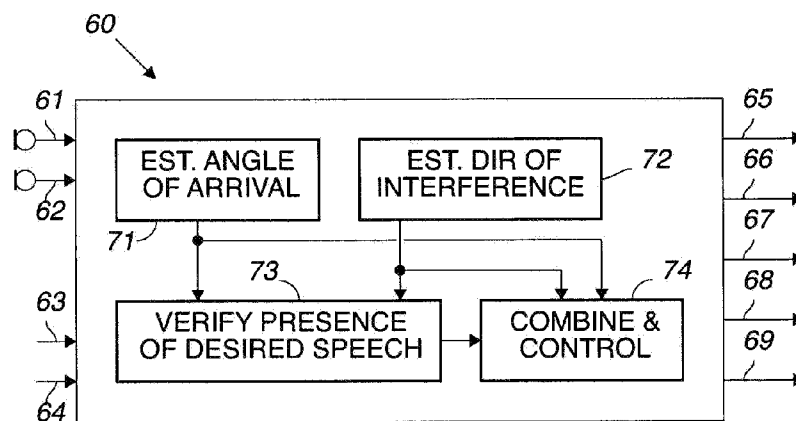 60
61
62
63
64
EST. ANGLE
OF ARRIVAL
71
EST. DIR OF
INTERFERENCE
72
73
VERIFY PRESENCE
OF DESIRED SPEECH
74
COMBINE &
CONTROL
65
66
67
68
69